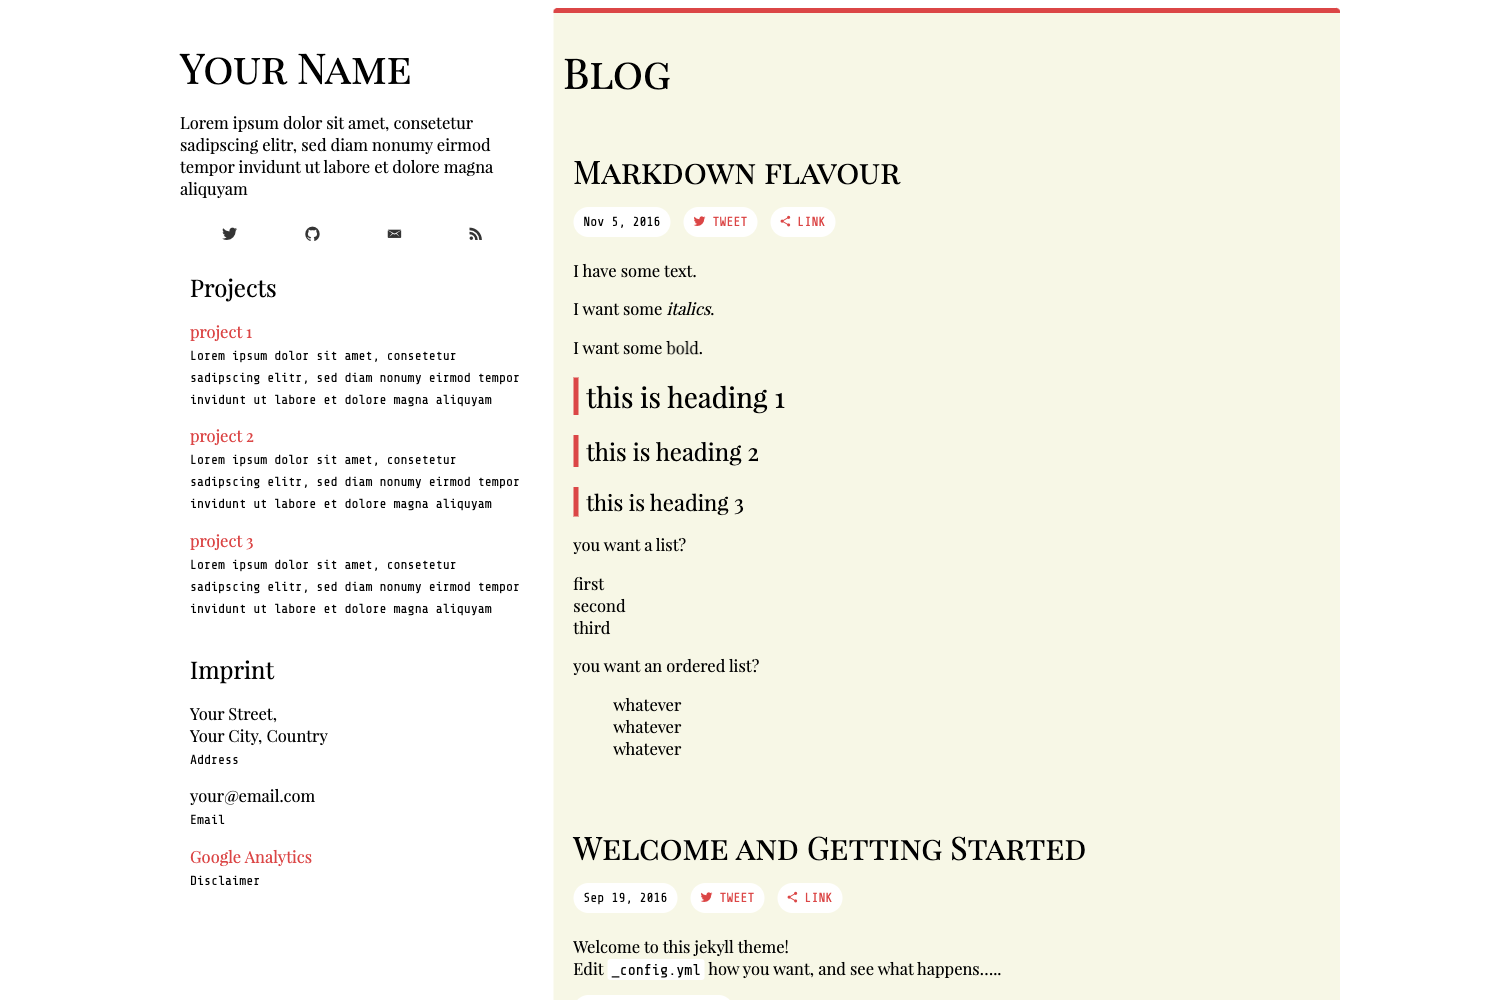 Your Name
Lorem ipsum dolor sit amet, consetetur
sadipscing elitr, sed diam nonumy eirmod
tempor invidunt ut labore et dolore magna
aliquyam
Projects
project 1
Lorem ipsum dolor sit amet, consetetur
sadipscing elitr, sed diam nonumy eirmod tempor
invidunt ut labore et dolore magna aliquyam
project 2
Lorem ipsum dolor sit amet, consetetur
sadipscing elitr, sed diam nonumy eirmod tempor
invidunt ut labore et dolore magna aliquyam
project 3
Lorem ipsum dolor sit amet, consetetur
sadipscing elitr, sed diam nonumy eirmod tempor
invidunt ut labore et dolore magna aliquyam
Imprint
Your Street,
Your City, Country
Address
your@email.com
Email
Google Analytics
Disclaimer
Blog
Markdown flavour
Nov 5, 2016 TWEET LINK
I have some text.
I want some italics.
I want some bold.
this is heading 1
this is heading 2
this is heading 3
you want a list?
first
second
third
you want an ordered list?
whatever
whatever
whatever
Welcome and Getting Started
Sep 19, 2016 TWEET LINK
Welcome to this jekyll theme!
Edit _config.yml how you want, and see what happens.....